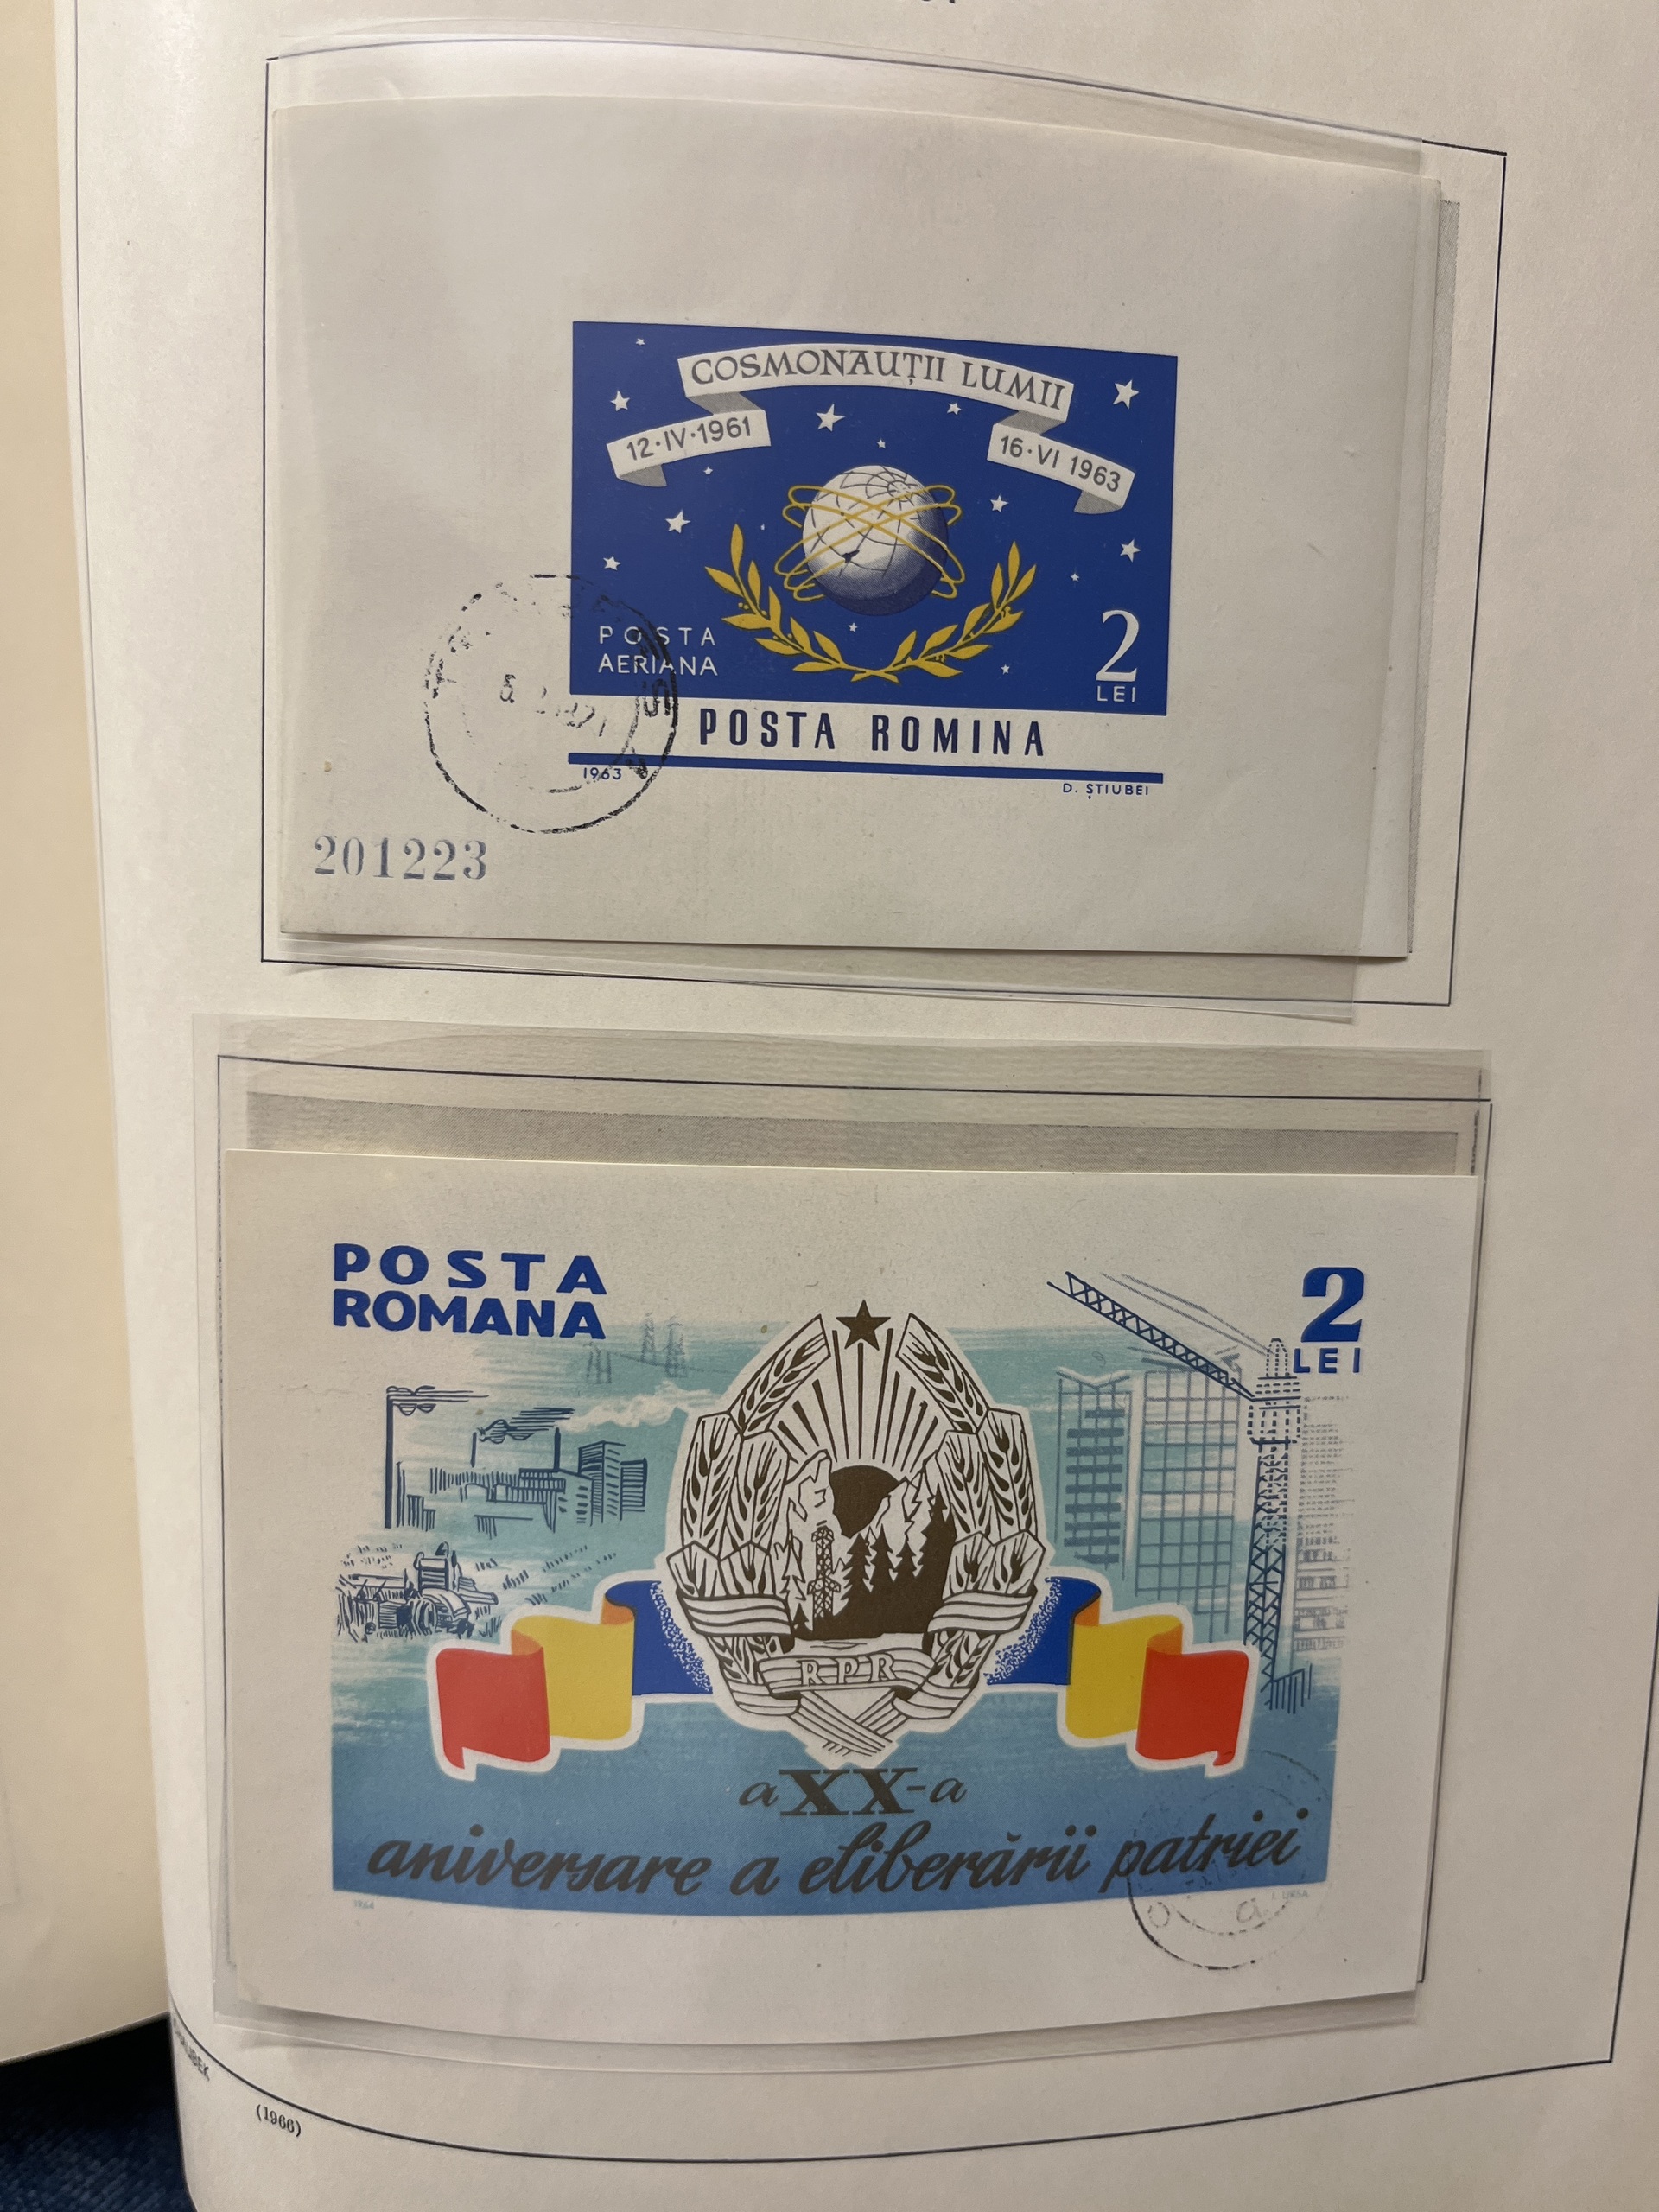 COSMONAUȚII LUMII
12·IV·1961
16·VI 1963
POSTA
AERIANA
2
LEI
POSTA ROMINA
1963
D. ȘTIUBEI
201223
POSTA
ROMANA
2
LEI
RPR
a XX-a
aniversare a eliberării patriei
1964
I. UNTCH
(1966)